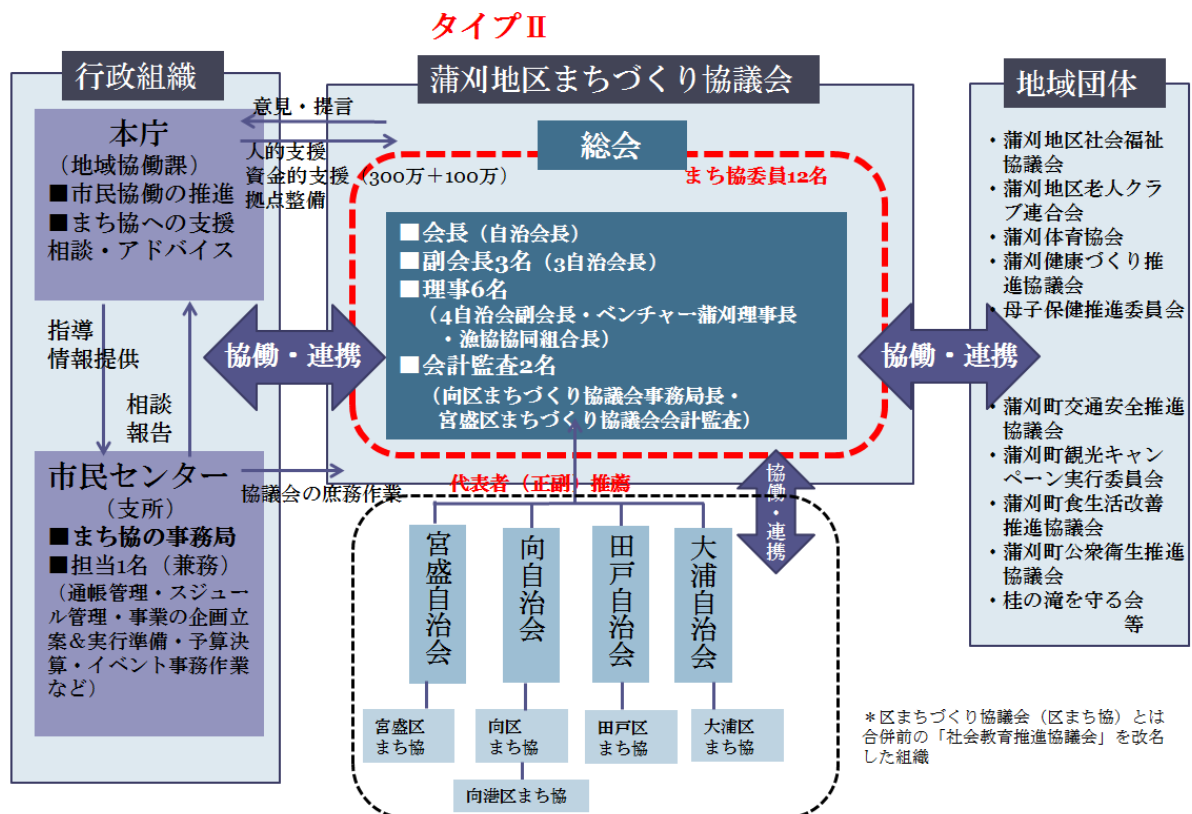 タイプⅡ
行政組織
本庁
（地域協働課）
■市民協働の推進
■まち協への支援
相談・アドバイス
指導
情報提供
相談
報告
市民センター
（支所）
■まち協の事務局
■担当1名（兼務）
（通帳管理・スジュー
ル管理・事業の企画立
案＆実行準備・予算決
算・イベント事務作業
など）
意見・提言
人的支援
資金的支援（300万＋100万）
拠点整備
協働・連携
協議会の庶務作業
蒲刈地区まちづくり協議会
総会
まち協委員12名
■会長（自治会長）
■副会長3名（3自治会長）
■理事6名
（4自治会副会長・ベンチャー蒲刈理事長
・漁協協同組合長）
■会計監査2名
（向区まちづくり協議会事務局長・
宮盛区まちづくり協議会会計監査）
代表者（正副）推薦
協働・連携
宮盛自治会
向自治会
田戸自治会
大浦自治会
宮盛区
まち協
向区
まち協
田戸区
まち協
大浦区
まち協
向港区まち協
協働・連携
地域団体
・蒲刈地区社会福祉
協議会
・蒲刈地区老人クラ
ブ連合会
・蒲刈体育協会
・蒲刈健康づくり推
進協議会
・母子保健推進委員会
・蒲刈町交通安全推進
協議会
・蒲刈町観光キャン
ペーン実行委員会
・蒲刈町食生活改善
推進協議会
・蒲刈町公衆衛生推進
協議会
・桂の滝を守る会
等
＊区まちづくり協議会（区まち協）とは
合併前の「社会教育推進協議会」を改名
した組織